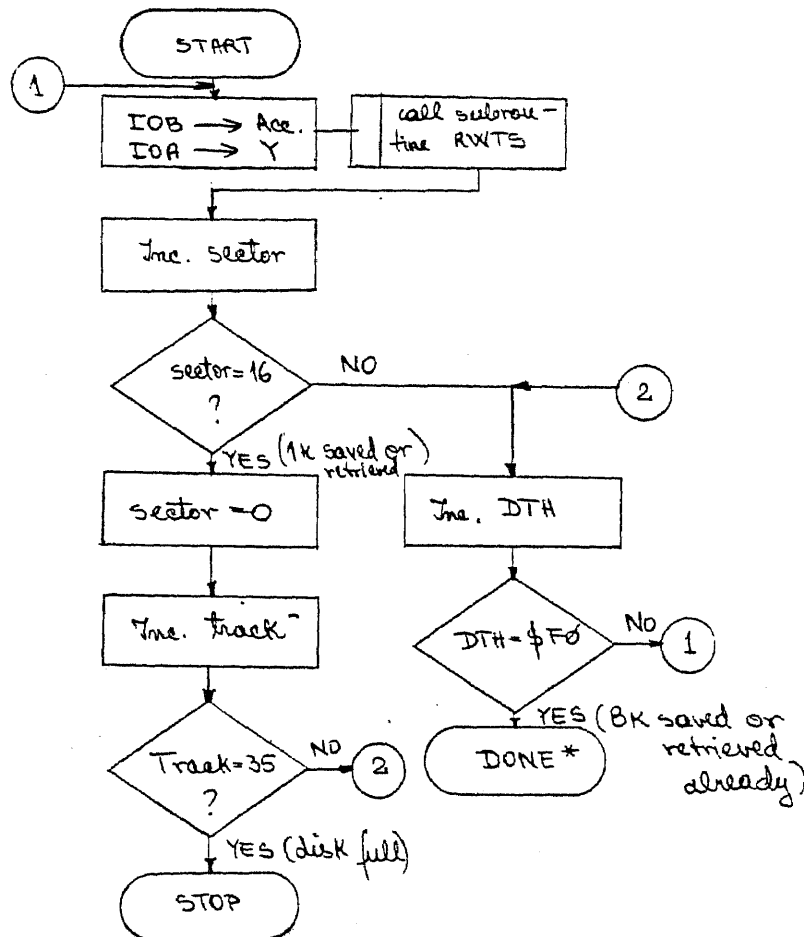 START
1
IOB → Acc.
IOA → Y
call subrou-
tine RWTS
Inc. sector
sector=16
?
NO
2
YES (1K saved or
retrieved)
sector=0
Inc. DTH
Inc. track
DTH=$FØ
NO
1
YES (8K saved or
retrieved
already)
DONE*
Track=35
?
NO
2
YES (disk full)
STOP